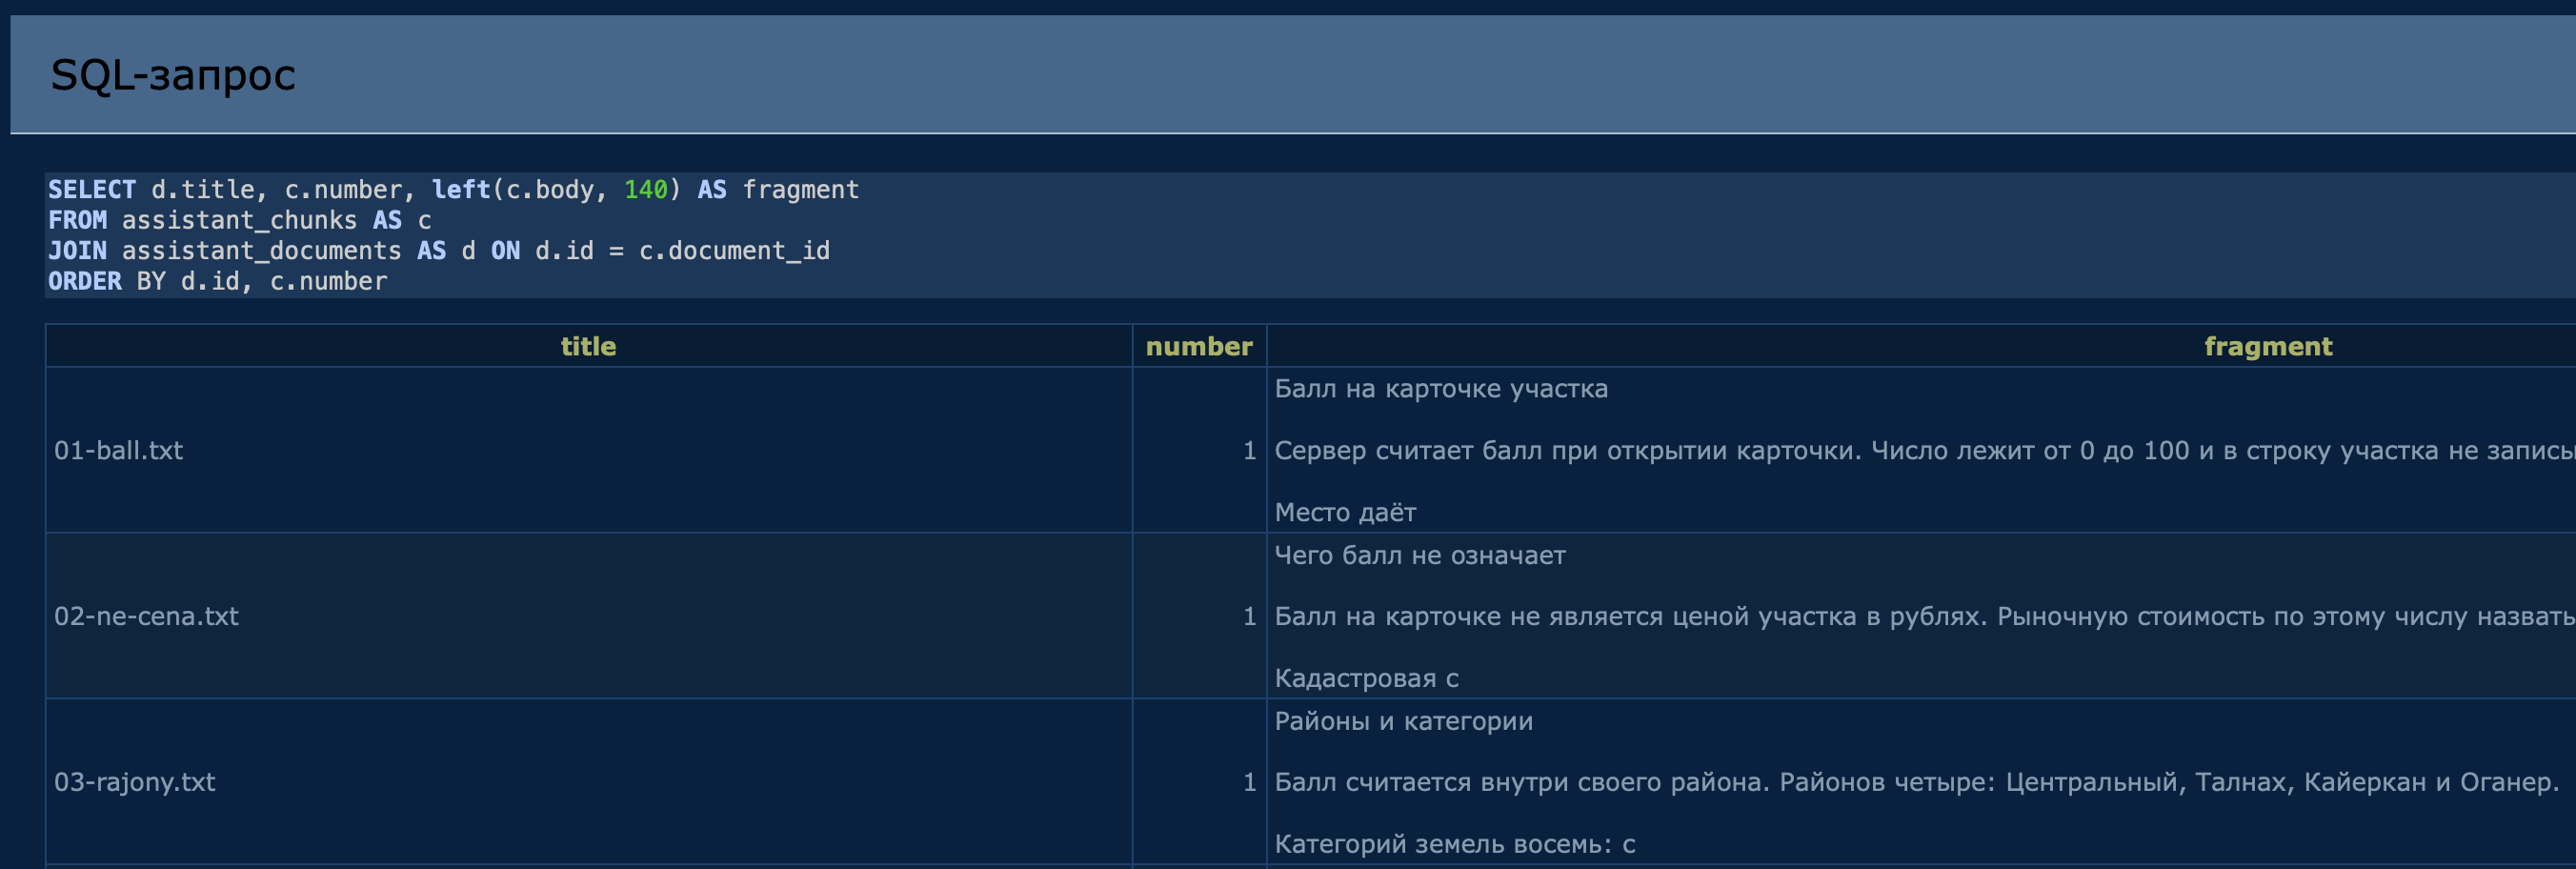 SQL-запрос
SELECT d.title, c.number, left(c.body, 140) AS fragment
FROM assistant_chunks AS c
JOIN assistant_documents AS d ON d.id = c.document_id
ORDER BY d.id, c.number
title number fragment
Балл на карточке участка
01-ball.txt 1 Сервер считает балл при открытии карточки. Число лежит от 0 до 100 и в строку участка не записы
Место даёт
Чего балл не означает
02-ne-cena.txt 1 Балл на карточке не является ценой участка в рублях. Рыночную стоимость по этому числу назвать
Кадастровая с
Районы и категории
03-rajony.txt 1 Балл считается внутри своего района. Районов четыре: Центральный, Талнах, Кайеркан и Оганер.
Категорий земель восемь: с